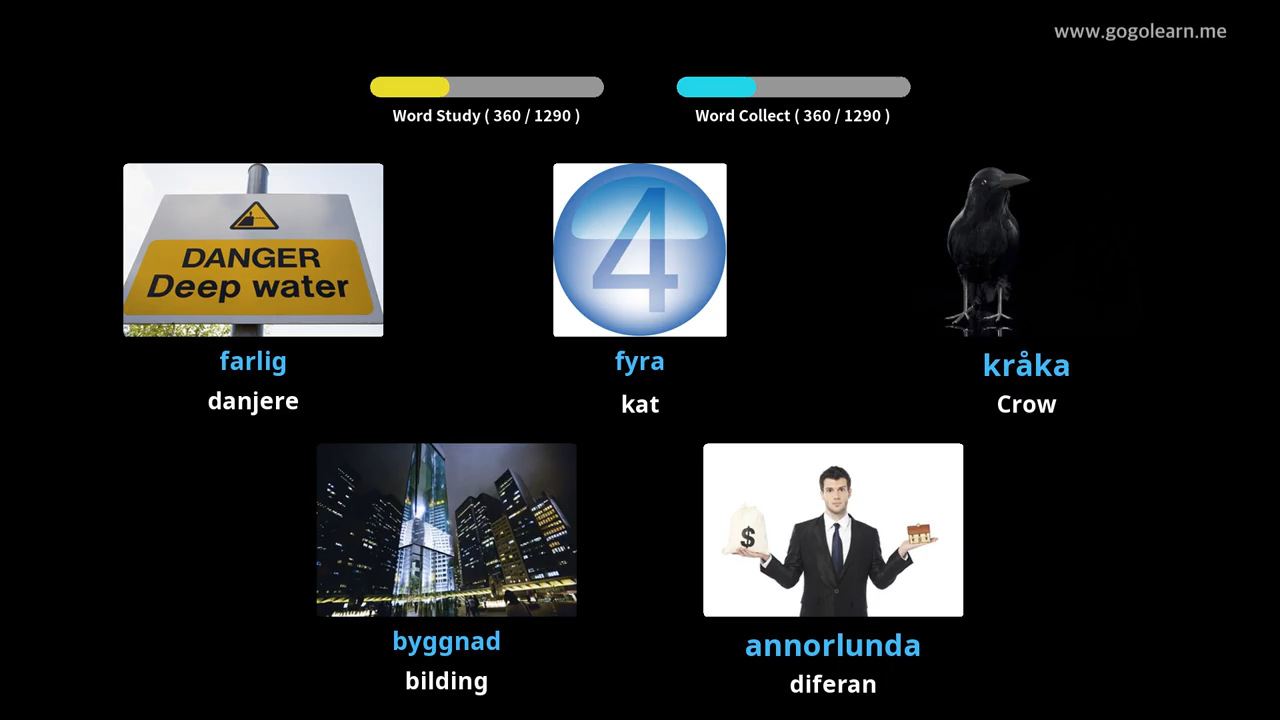 www.gogolearn.me
Word Study ( 360 / 1290 )
Word Collect ( 360 / 1290 )
DANGER
Deep water
4
farlig
danjere
fyra
kat
kråka
Crow
$
byggnad
bilding
annorlunda
diferan